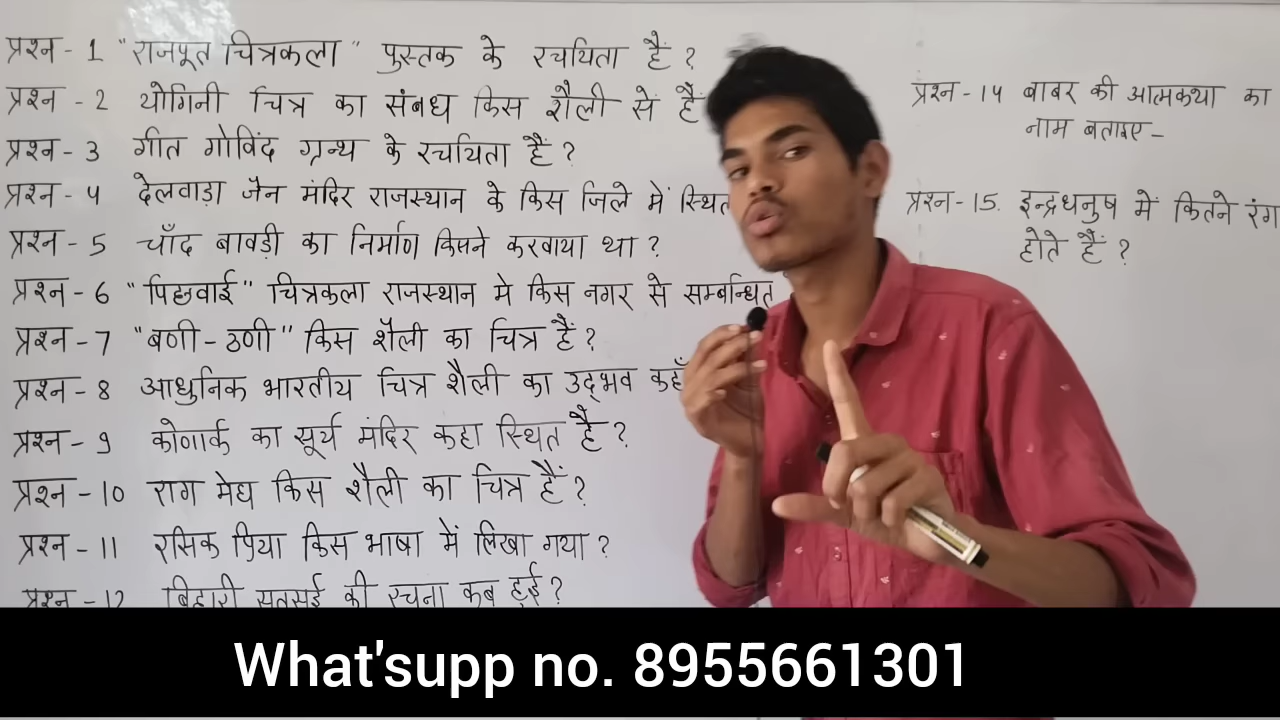 प्रश्न - 1 "राजपूत चित्रकला" पुस्तक के रचयिता हैं ?
प्रश्न - 2 योगिनी चित्र का संबध किस शैली से हैं
प्रश्न - 3 गीत गोविंद ग्रन्थ के रचयिता हैं ?
प्रश्न - 4 देलवाड़ा जैन मंदिर राजस्थान के किस जिले में स्थित
प्रश्न - 5 चाँद बावड़ी का निर्माण किसने करवाया था ?
प्रश्न - 6 "पिछवाई" चित्रकला राजस्थान मे किस नगर से सम्बन्धित
प्रश्न - 7 "बणी - ठणी" किस शैली का चित्र हैं ?
प्रश्न - 8 आधुनिक भारतीय चित्र शैली का उद्भव कहाँ
प्रश्न - 9 कोणार्क का सूर्य मंदिर कहा स्थित हैं ?
प्रश्न - 10 राग मेघ किस शैली का चित्र हैं ?
प्रश्न - 11 रसिक प्रिया किस भाषा में लिखा गया ?
प्रश्न - 12 बिहारी सतसई की रचना कब हुई ?
प्रश्न - 14 बाबर की आत्मकथा का
नाम बताइए -
प्रश्न - 15. इन्द्रधनुष में कितने रंग
होते हैं ?
What'supp no. 8955661301